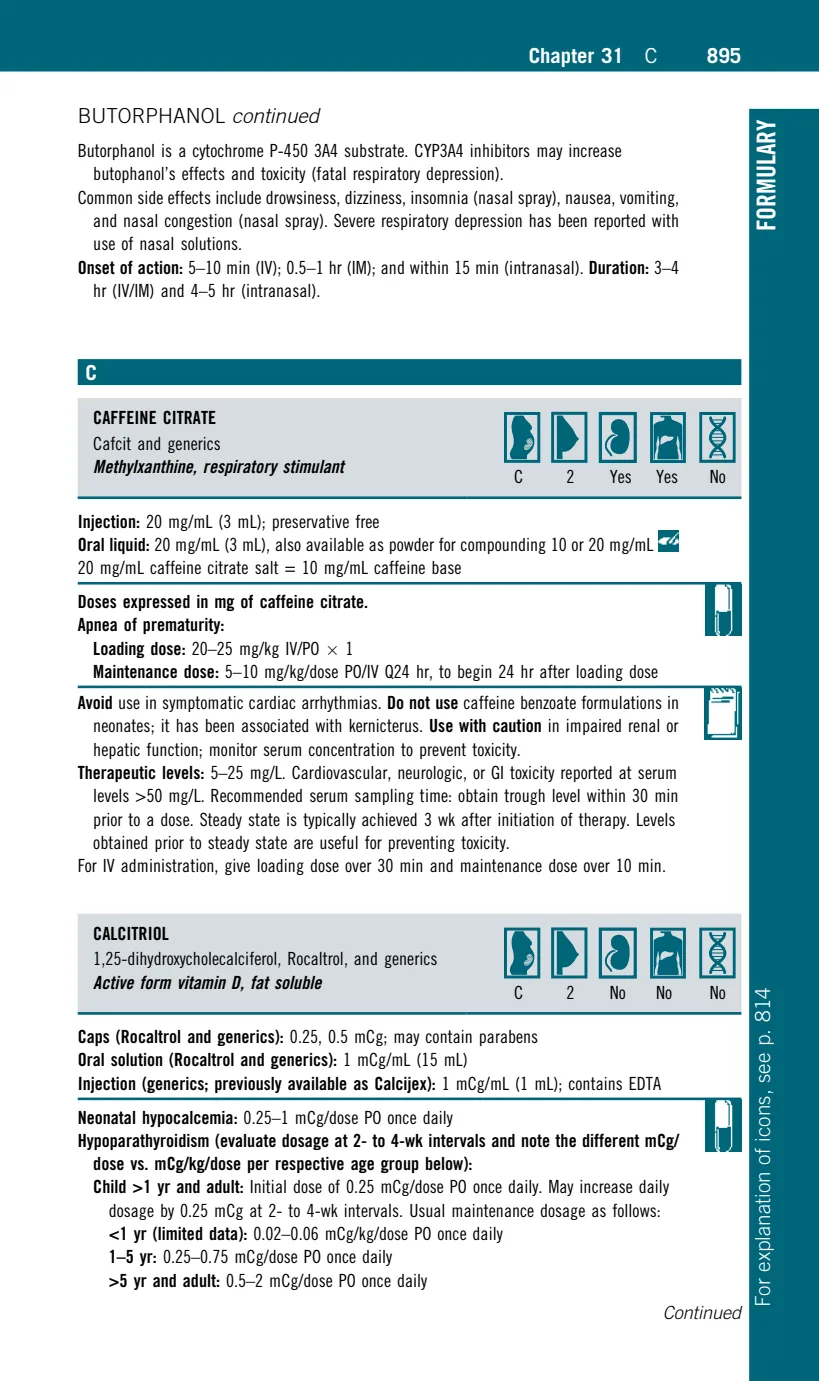 Chapter 31 C 895
BUTORPHANOL continued
Butorphanol is a cytochrome P-450 3A4 substrate. CYP3A4 inhibitors may increase
butophanol's effects and toxicity (fatal respiratory depression).
Common side effects include drowsiness, dizziness, insomnia (nasal spray), nausea, vomiting,
and nasal congestion (nasal spray). Severe respiratory depression has been reported with
use of nasal solutions.
Onset of action: 5–10 min (IV); 0.5–1 hr (IM); and within 15 min (intranasal). Duration: 3–4
hr (IV/IM) and 4–5 hr (intranasal).
C
CAFFEINE CITRATE
Cafcit and generics
Methylxanthine, respiratory stimulant
C 2 Yes Yes No
Injection: 20 mg/mL (3 mL); preservative free
Oral liquid: 20 mg/mL (3 mL), also available as powder for compounding 10 or 20 mg/mL
20 mg/mL caffeine citrate salt = 10 mg/mL caffeine base
Doses expressed in mg of caffeine citrate.
Apnea of prematurity:
Loading dose: 20–25 mg/kg IV/PO × 1
Maintenance dose: 5–10 mg/kg/dose PO/IV Q24 hr, to begin 24 hr after loading dose
Avoid use in symptomatic cardiac arrhythmias. Do not use caffeine benzoate formulations in
neonates; it has been associated with kernicterus. Use with caution in impaired renal or
hepatic function; monitor serum concentration to prevent toxicity.
Therapeutic levels: 5–25 mg/L. Cardiovascular, neurologic, or GI toxicity reported at serum
levels >50 mg/L. Recommended serum sampling time: obtain trough level within 30 min
prior to a dose. Steady state is typically achieved 3 wk after initiation of therapy. Levels
obtained prior to steady state are useful for preventing toxicity.
For IV administration, give loading dose over 30 min and maintenance dose over 10 min.
CALCITRIOL
1,25-dihydroxycholecalciferol, Rocaltrol, and generics
Active form vitamin D, fat soluble
C 2 No No No
Caps (Rocaltrol and generics): 0.25, 0.5 mCg; may contain parabens
Oral solution (Rocaltrol and generics): 1 mCg/mL (15 mL)
Injection (generics; previously available as Calcijex): 1 mCg/mL (1 mL); contains EDTA
Neonatal hypocalcemia: 0.25–1 mCg/dose PO once daily
Hypoparathyroidism (evaluate dosage at 2- to 4-wk intervals and note the different mCg/
dose vs. mCg/kg/dose per respective age group below):
Child >1 yr and adult: Initial dose of 0.25 mCg/dose PO once daily. May increase daily
dosage by 0.25 mCg at 2- to 4-wk intervals. Usual maintenance dosage as follows:
<1 yr (limited data): 0.02–0.06 mCg/kg/dose PO once daily
1–5 yr: 0.25–0.75 mCg/dose PO once daily
>5 yr and adult: 0.5–2 mCg/dose PO once daily
Continued
FORMULARY
For explanation of icons, see p. 814